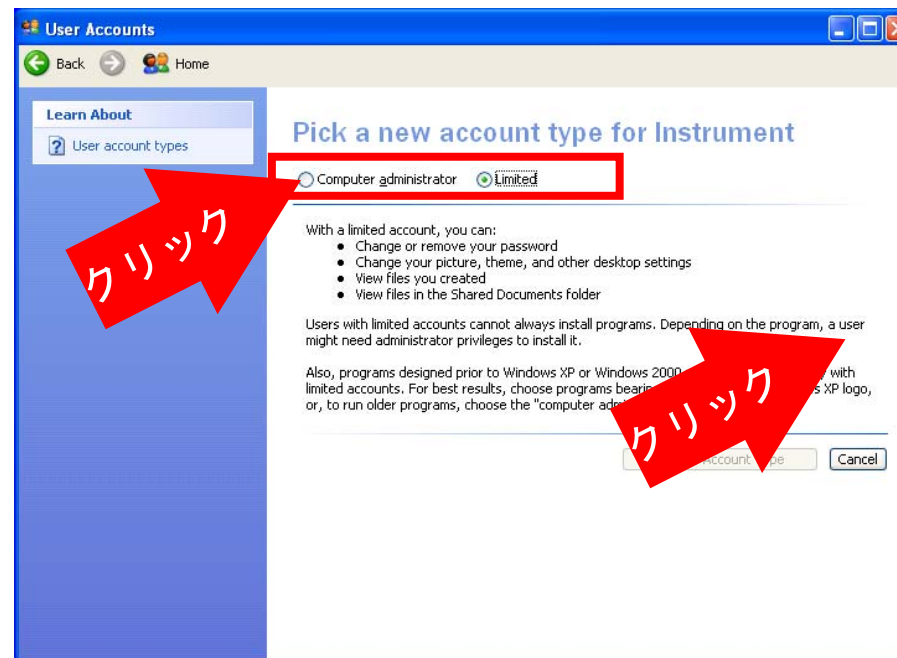 User Accounts
Back Home
Learn About
User account types
Pick a new account type for Instrument
Computer administrator Limited
クリック
With a limited account, you can:
• Change or remove your password
• Change your picture, theme, and other desktop settings
• View files you created
• View files in the Shared Documents folder
Users with limited accounts cannot always install programs. Depending on the program, a user
might need administrator privileges to install it.
Also, programs designed prior to Windows XP or Windows 2000 with
limited accounts. For best results, choose programs XP logo,
or, to run older programs, choose the "computer
クリック
Account Cancel